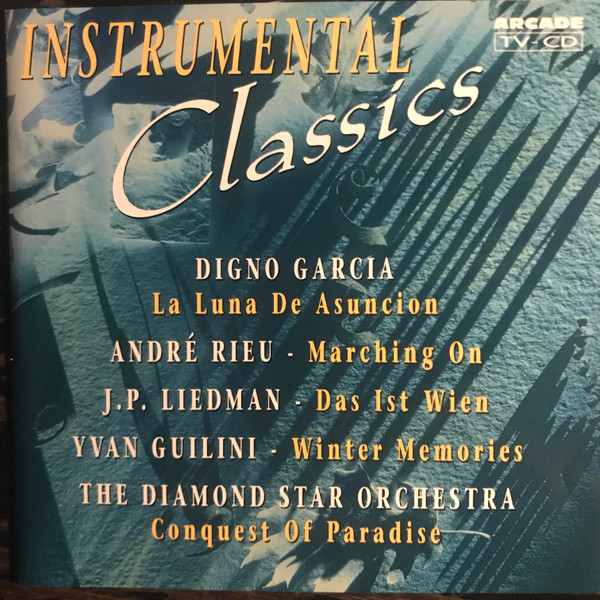 INSTRUMENTAL
Classics
ARCADE
TV-CD
DIGNO GARCIA
La Luna De Asuncion
ANDRÉ RIEU - Marching On
J.P. LIEDMAN - Das Ist Wien
YVAN GUILINI - Winter Memories
THE DIAMOND STAR ORCHESTRA
Conquest Of Paradise